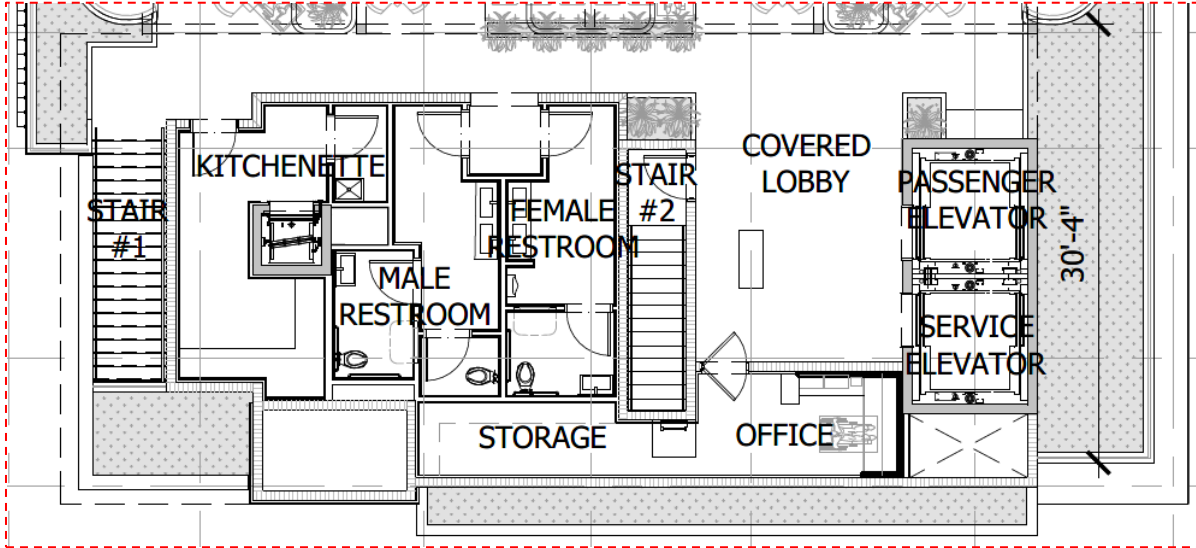 KITCHENETTE
STAIR
#1
MALE
RESTROOM
FEMALE
RESTROOM
STAIR
#2
COVERED
LOBBY
PASSENGER
ELEVATOR
30'-4"
SERVICE
ELEVATOR
STORAGE
OFFICE